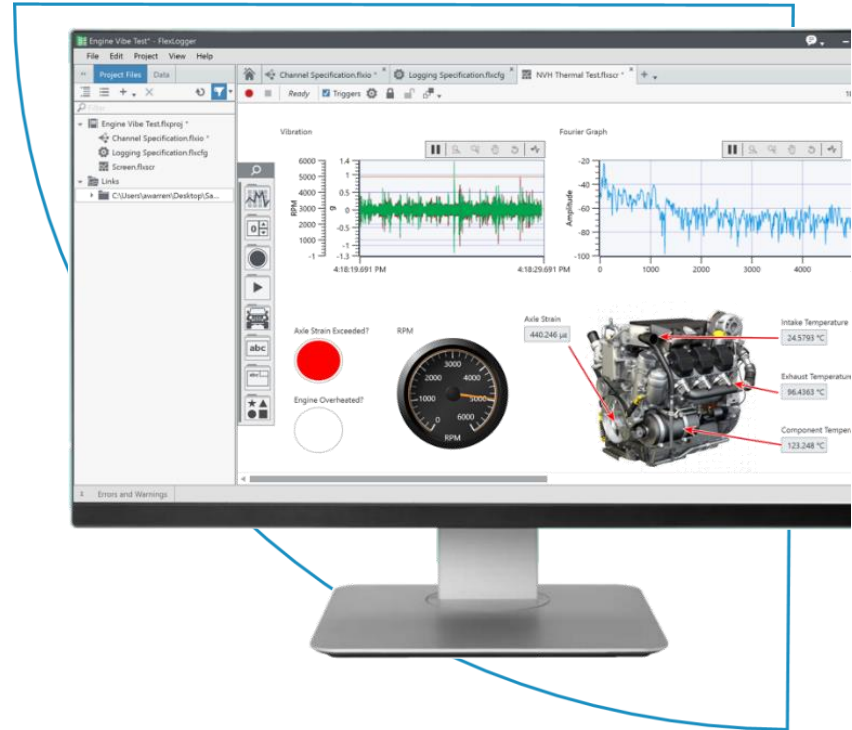 Engine Vibe Test* - FlexLogger
File Edit Project View Help
Project Files Data
Filter
Engine Vibe Test.flxproj *
Channel Specification.flxio *
Logging Specification.flxcfg
Screen.flxscr
Links
C:\Users\awarren\Desktop\Sa...
Channel Specification.flxio *
Logging Specification.flxcfg *
NVH Thermal Test.flxscr *
Ready Triggers
Vibration
6000
5000
4000
3000
2000
1000
-1
RPM
1.4
1
0.5
0
-0.5
-1
-1.3
g
4:18:19.691 PM 4:18:29.691 PM
Fourier Graph
-20
-40
-60
-80
-100
Amplitude
0 1000 2000 3000 4000
abc
abc
Axle Strain Exceeded?
Engine Overheated?
RPM
0 1000 2000 3000 4000 5000 6000
RPM
Axle Strain
440.246 µε
Intake Temperature
24.5793 °C
Exhaust Temperature
96.4363 °C
Component Temper
123.248 °C
Errors and Warnings